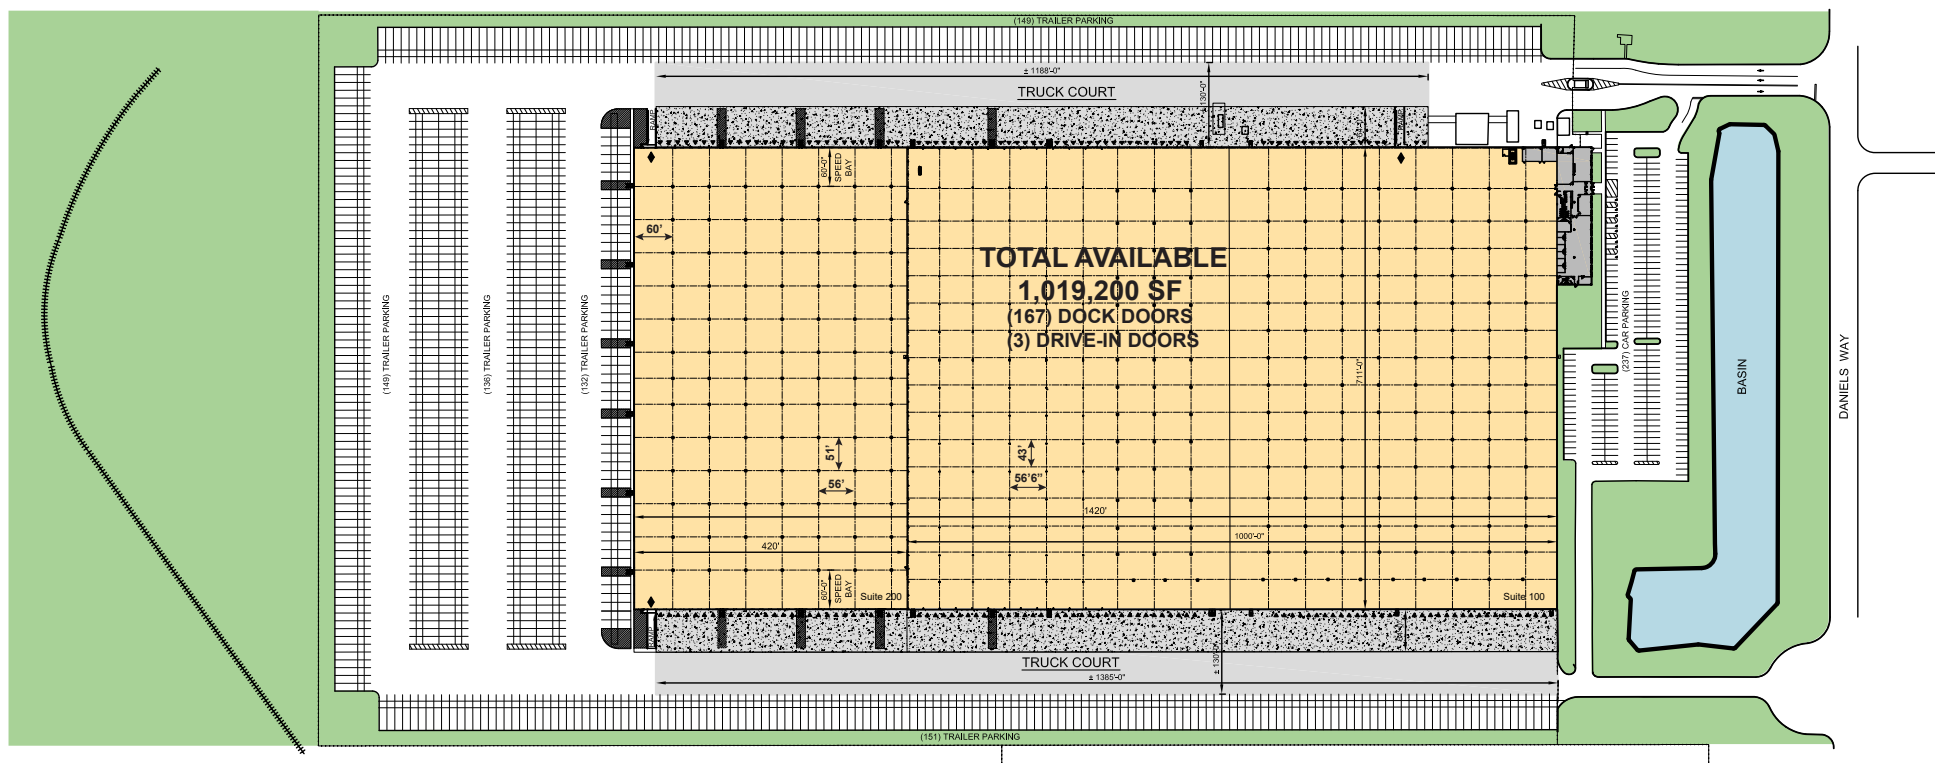 (149) TRAILER PARKING
± 1188'-0"
TRUCK COURT
130'-0"
RAMP
60'-0"
SPEED
BAY
60'
TOTAL AVAILABLE
1,019,200 SF
(167) DOCK DOORS
(3) DRIVE-IN DOORS
(149) TRAILER PARKING
(136) TRAILER PARKING
(132) TRAILER PARKING
711'-0"
(237) CAR PARKING
BASIN
DANIELS WAY
51'
56'
43'
56'6"
1420'
1000'-0"
420'
60'-0"
SPEED
BAY
Suite 200
Suite 100
RAMP
TRUCK COURT
± 130'-0"
± 1385'-0"
(151) TRAILER PARKING